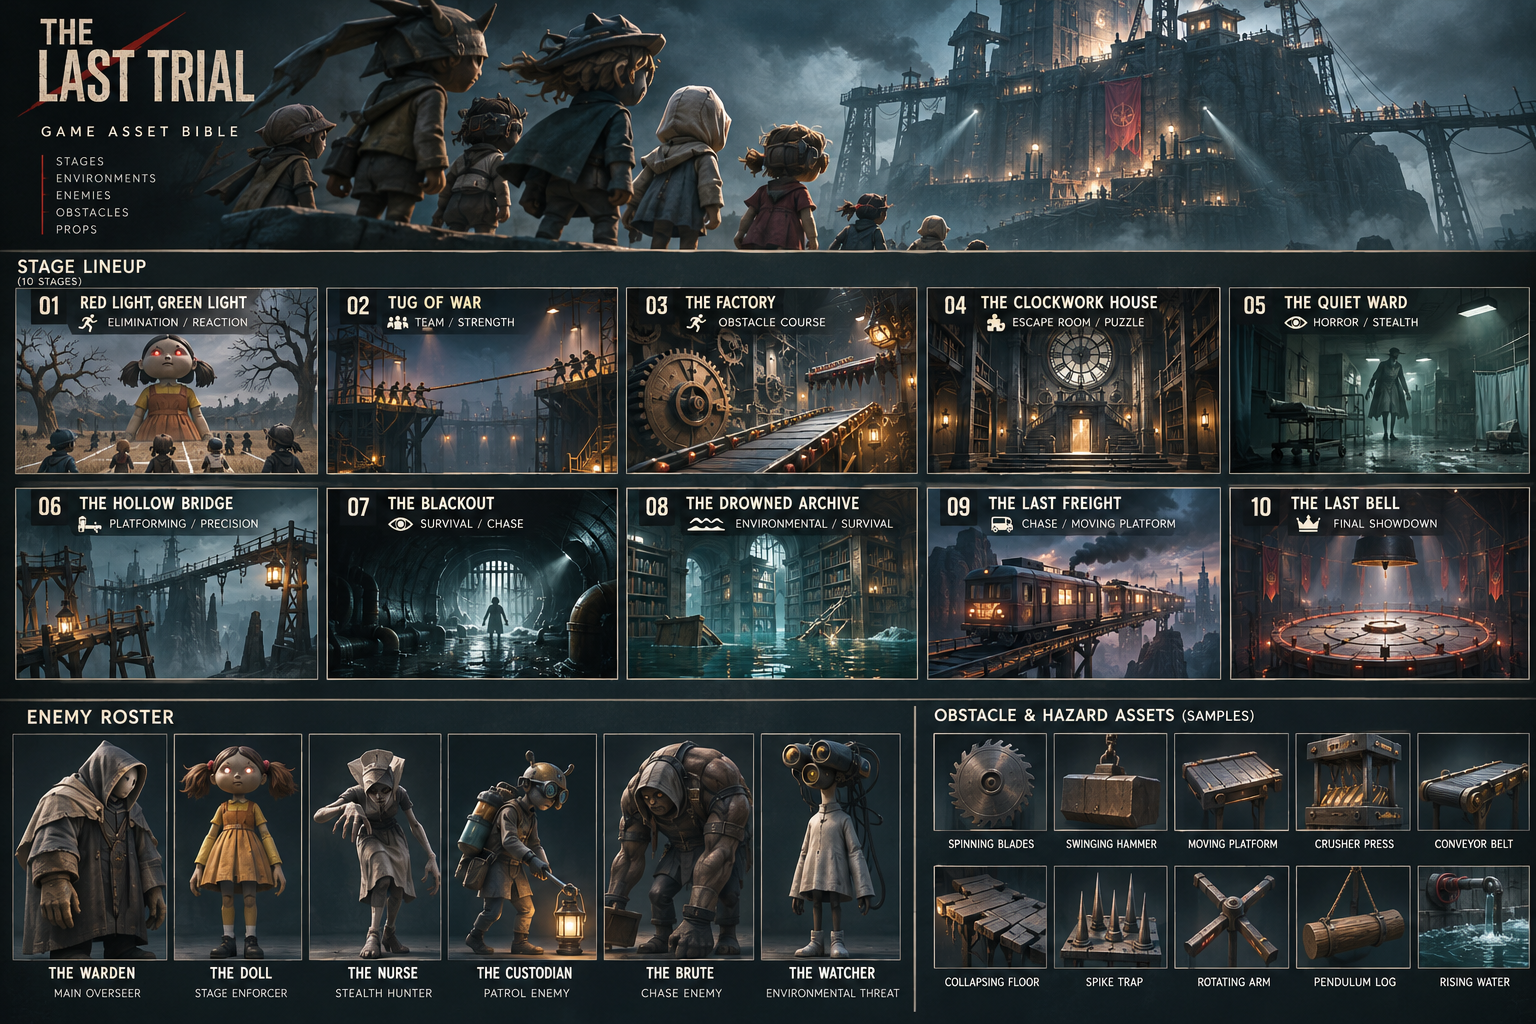 THE
LAST TRIAL
GAME ASSET BIBLE
STAGES
ENVIRONMENTS
ENEMIES
OBSTACLES
PROPS
STAGE LINEUP
(10 STAGES)
01 RED LIGHT, GREEN LIGHT
ELIMINATION / REACTION
02 TUG OF WAR
TEAM / STRENGTH
03 THE FACTORY
OBSTACLE COURSE
04 THE CLOCKWORK HOUSE
ESCAPE ROOM / PUZZLE
05 THE QUIET WARD
HORROR / STEALTH
06 THE HOLLOW BRIDGE
PLATFORMING / PRECISION
07 THE BLACKOUT
SURVIVAL / CHASE
08 THE DROWNED ARCHIVE
ENVIRONMENTAL / SURVIVAL
09 THE LAST FREIGHT
CHASE / MOVING PLATFORM
10 THE LAST BELL
FINAL SHOWDOWN
ENEMY ROSTER
THE WARDEN
MAIN OVERSEER
THE DOLL
STAGE ENFORCER
THE NURSE
STEALTH HUNTER
THE CUSTODIAN
PATROL ENEMY
THE BRUTE
CHASE ENEMY
THE WATCHER
ENVIRONMENTAL THREAT
OBSTACLE & HAZARD ASSETS (SAMPLES)
SPINNING BLADES
SWINGING HAMMER
MOVING PLATFORM
CRUSHER PRESS
CONVEYOR BELT
COLLAPSING FLOOR
SPIKE TRAP
ROTATING ARM
PENDULUM LOG
RISING WATER